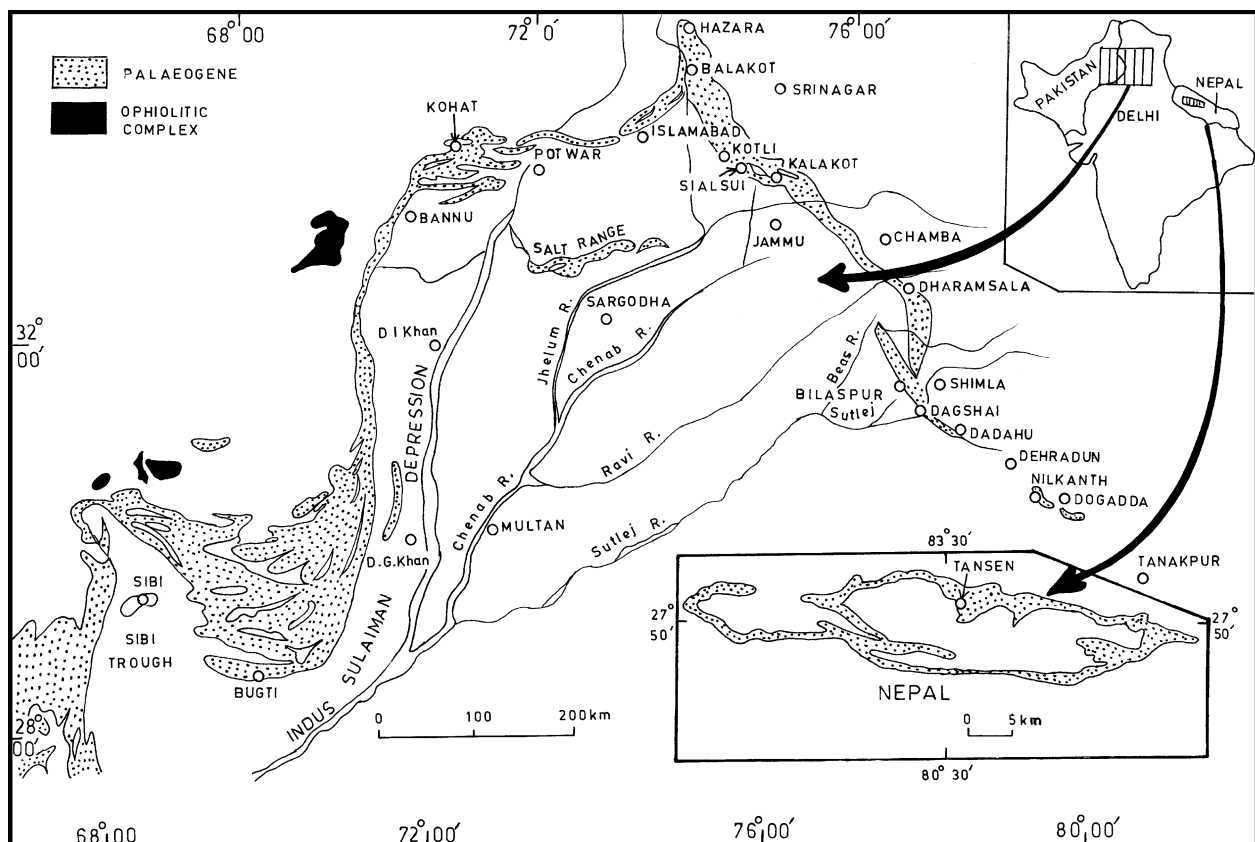 68°00
72°0′
76°00′
PALAEOGENE
OPHIOLITIC
COMPLEX
HAZARA
BALAKOT
SRINAGAR
KOHAT
ISLAMABAD
POTWAR
KOTLI
KALAKOT
SIALSUI
BANNU
SALT RANGE
JAMMU
CHAMBA
DHARAMSALA
PAKISTAN
NEPAL
DELHI
32°
00′
D I Khan
SARGODHA
Jhelum R.
Chenab R.
Beas R.
BILASPUR
Sutlej
SHIMLA
DAGSHAI
DADAHU
DEHRADUN
NILKANTH
DOGADDA
TANAKPUR
DEPRESSION
Ravi R.
Chenab R.
MULTAN
Sutlej R.
D.G.Khan
SIBI
SIBI
TROUGH
BUGTI
SULAIMAN
INDUS
0 100 200km
83°30′
TANSEN
27°
50′
27°
50′
NEPAL
0 5km
80°30′
28°
00′
68°00
72°00′
76°00′
80°00′